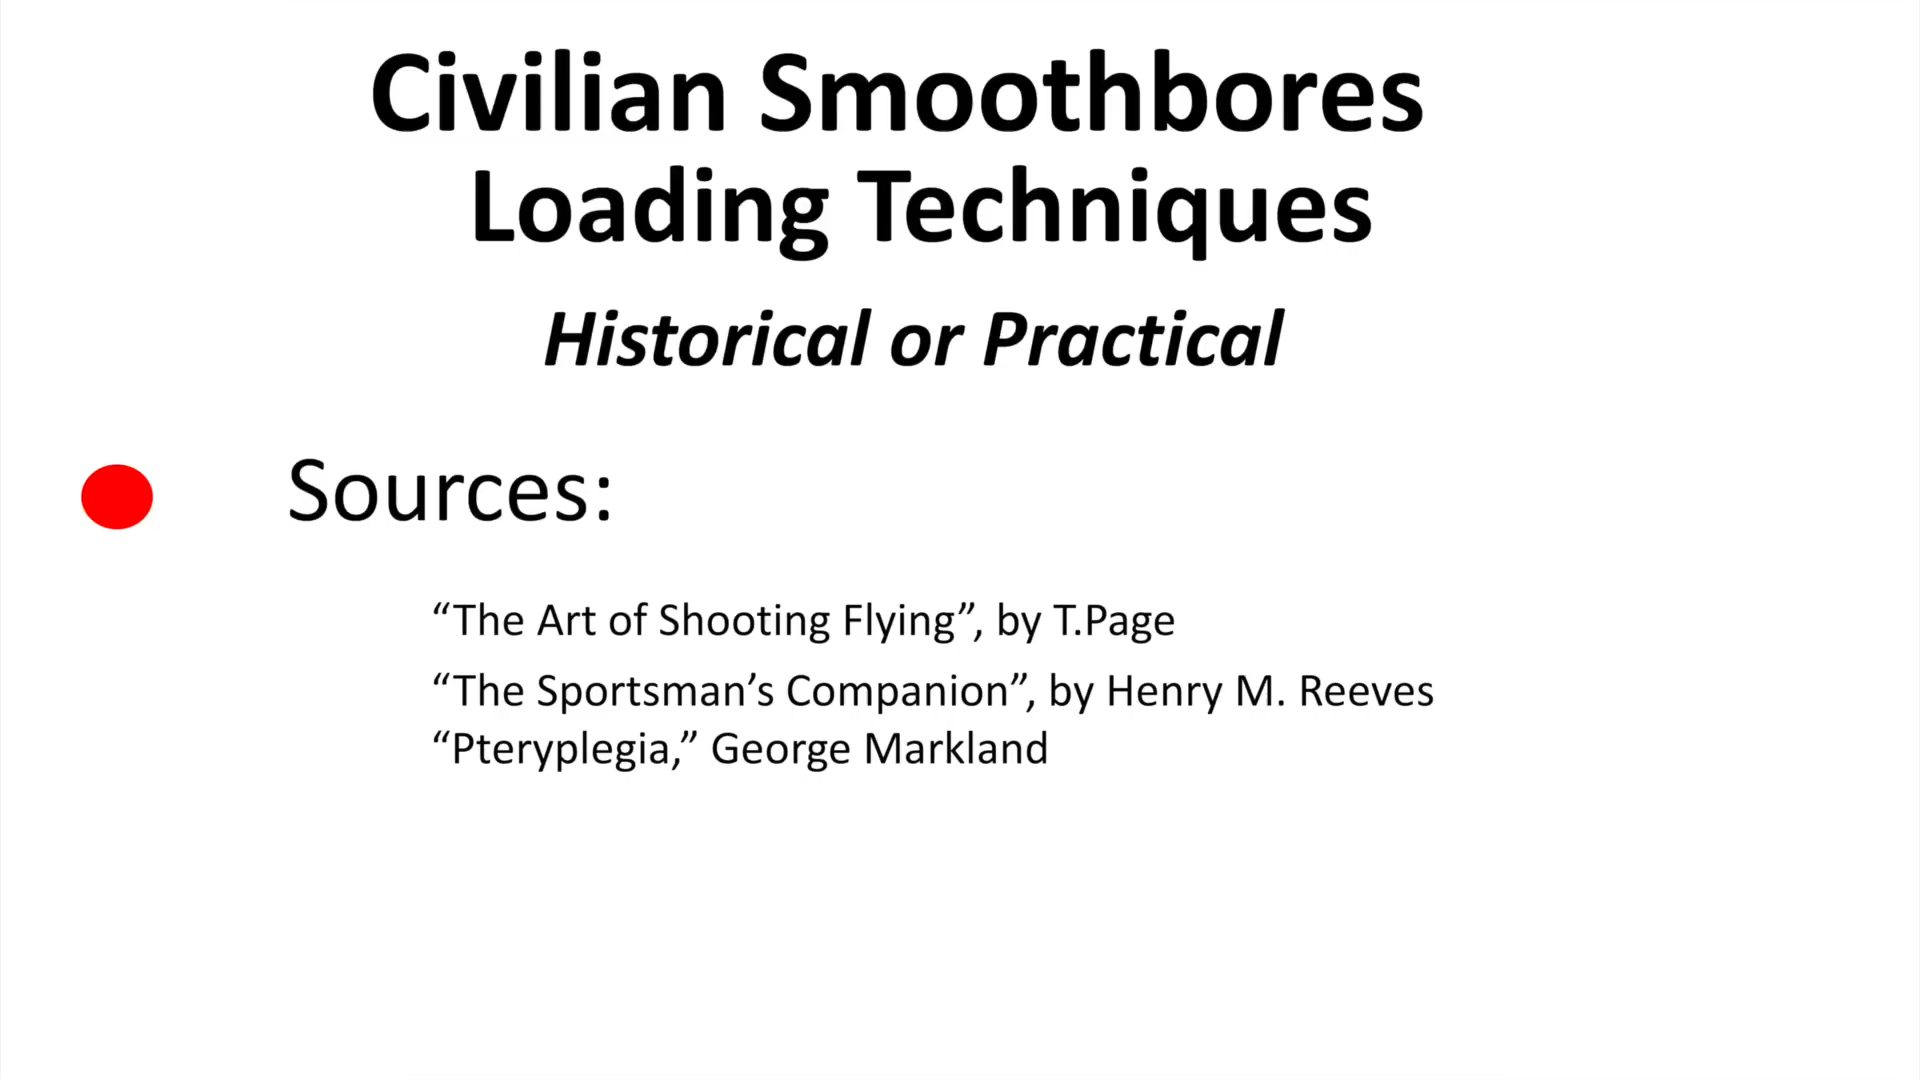 Civilian Smoothbores
Loading Techniques
Historical or Practical
Sources:
“The Art of Shooting Flying”, by T.Page
“The Sportsman’s Companion”, by Henry M. Reeves
“Pteryplegia,” George Markland